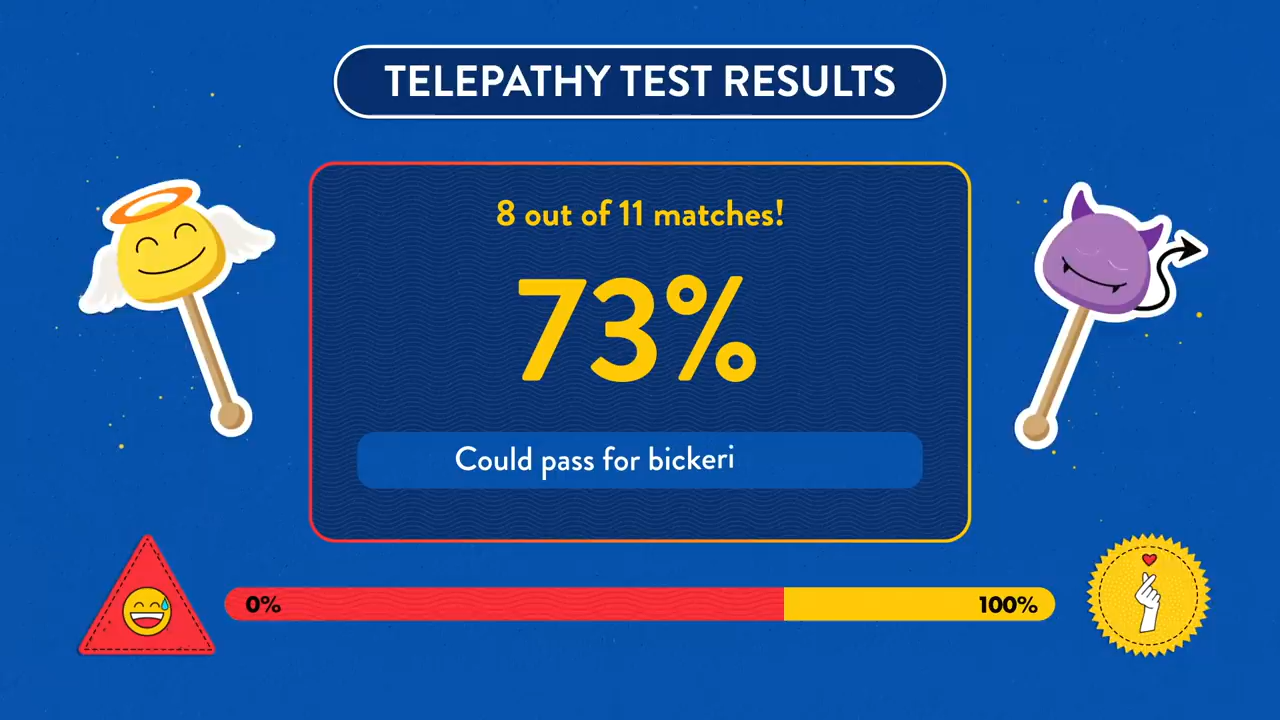 TELEPATHY TEST RESULTS
8 out of 11 matches!
73%
Could pass for bickeri
0%
100%